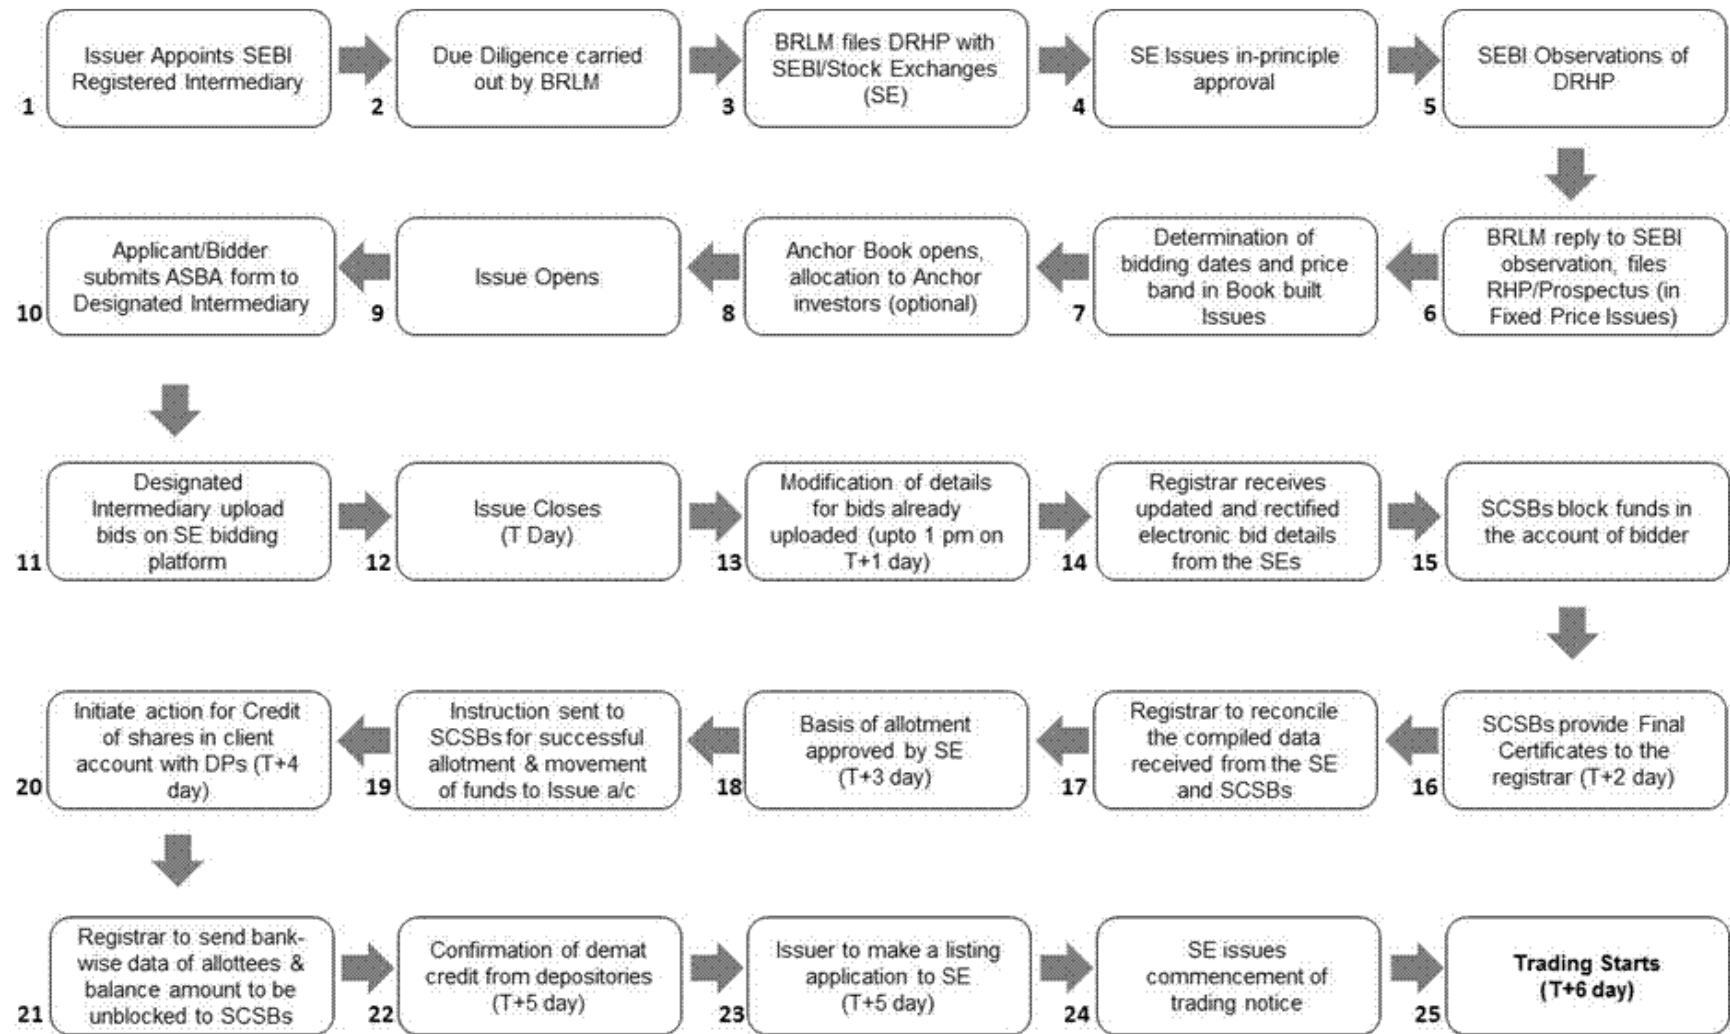 Issuer Appoints SEBI
Registered Intermediary
1
Due Diligence carried
out by BRLM
2
BRLM files DRHP with
SEBI/Stock Exchanges
(SE)
3
SE Issues in-principle
approval
4
SEBI Observations of
DRHP
5
BRLM reply to SEBI
observation, files
RHP/Prospectus (in
Fixed Price Issues)
6
Determination of
bidding dates and price
band in Book built
Issues
7
Anchor Book opens,
allocation to Anchor
investors (optional)
8
Issue Opens
9
Applicant/Bidder
submits ASBA form to
Designated Intermediary
10
Designated
Intermediary upload
bids on SE bidding
platform
11
Issue Closes
(T Day)
12
Modification of details
for bids already
uploaded (upto 1 pm on
T+1 day)
13
Registrar receives
updated and rectified
electronic bid details
from the SEs
14
SCSBs block funds in
the account of bidder
15
SCSBs provide Final
Certificates to the
registrar (T+2 day)
16
Registrar to reconcile
the compiled data
received from the SE
and SCSBs
17
Basis of allotment
approved by SE
(T+3 day)
18
Instruction sent to
SCSBs for successful
allotment & movement
of funds to Issue a/c
19
Initiate action for Credit
of shares in client
account with DPs (T+4
day)
20
Registrar to send bank-
wise data of allottees &
balance amount to be
unblocked to SCSBs
21
Confirmation of demat
credit from depositories
(T+5 day)
22
Issuer to make a listing
application to SE
(T+5 day)
23
SE issues
commencement of
trading notice
24
Trading Starts
(T+6 day)
25